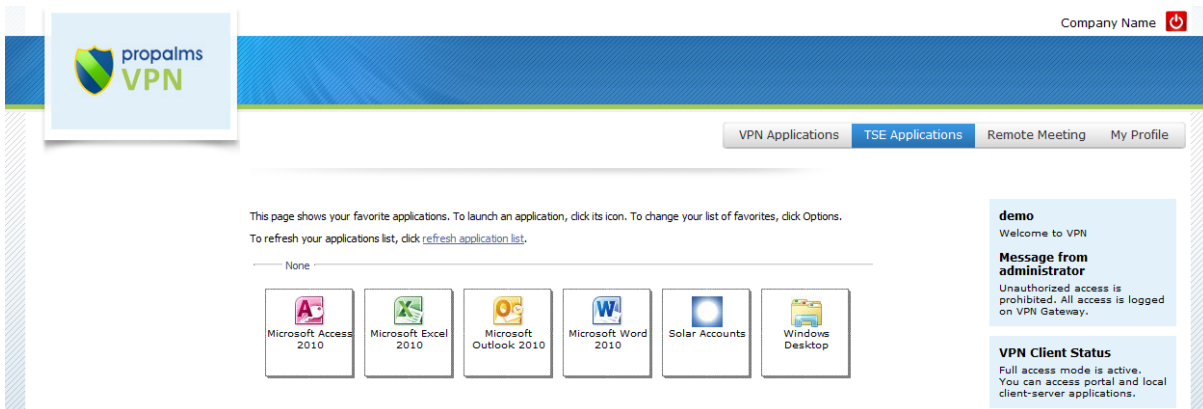 Company Name
propalms
VPN
VPN Applications TSE Applications Remote Meeting My Profile
This page shows your favorite applications. To launch an application, click its icon. To change your list of favorites, click Options.
To refresh your applications list, click refresh application list.
None
Microsoft Access
2010
Microsoft Excel
2010
Microsoft
Outlook 2010
Microsoft Word
2010
Solar Accounts
Windows
Desktop
demo
Welcome to VPN
Message from
administrator
Unauthorized access is
prohibited. All access is logged
on VPN Gateway.
VPN Client Status
Full access mode is active.
You can access portal and local
client-server applications.